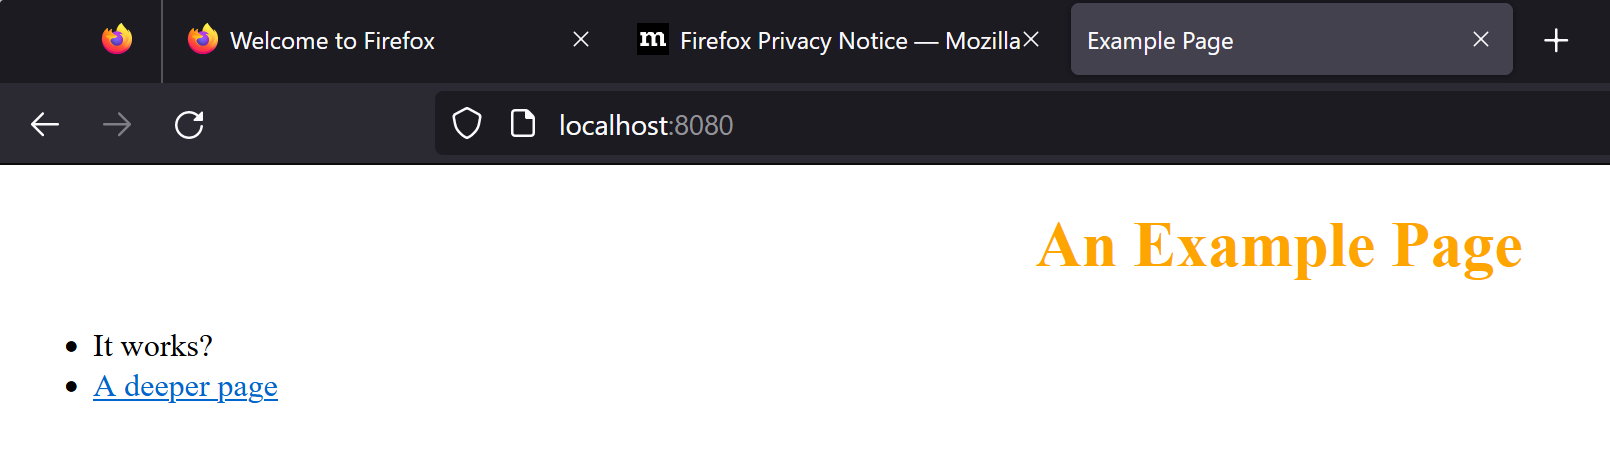 Welcome to Firefox
m Firefox Privacy Notice — Mozilla
Example Page
localhost:8080
An Example Page
It works?
A deeper page